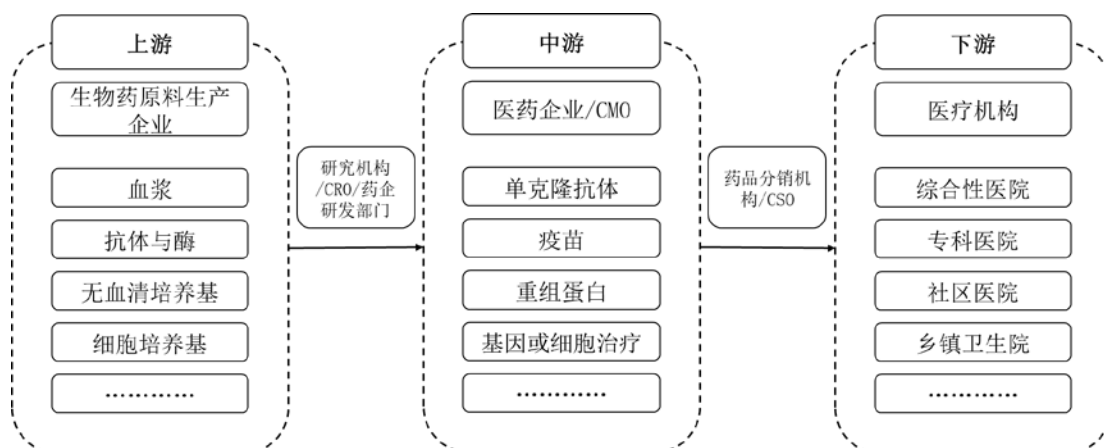 上游
生物药原料生产
企业
血浆
抗体与酶
无血清培养基
细胞培养基
…………
研究机构
/CRO/药企
研发部门
中游
医药企业/CMO
单克隆抗体
疫苗
重组蛋白
基因或细胞治疗
…………
药品分销机
构/CSO
下游
医疗机构
综合性医院
专科医院
社区医院
乡镇卫生院
…………